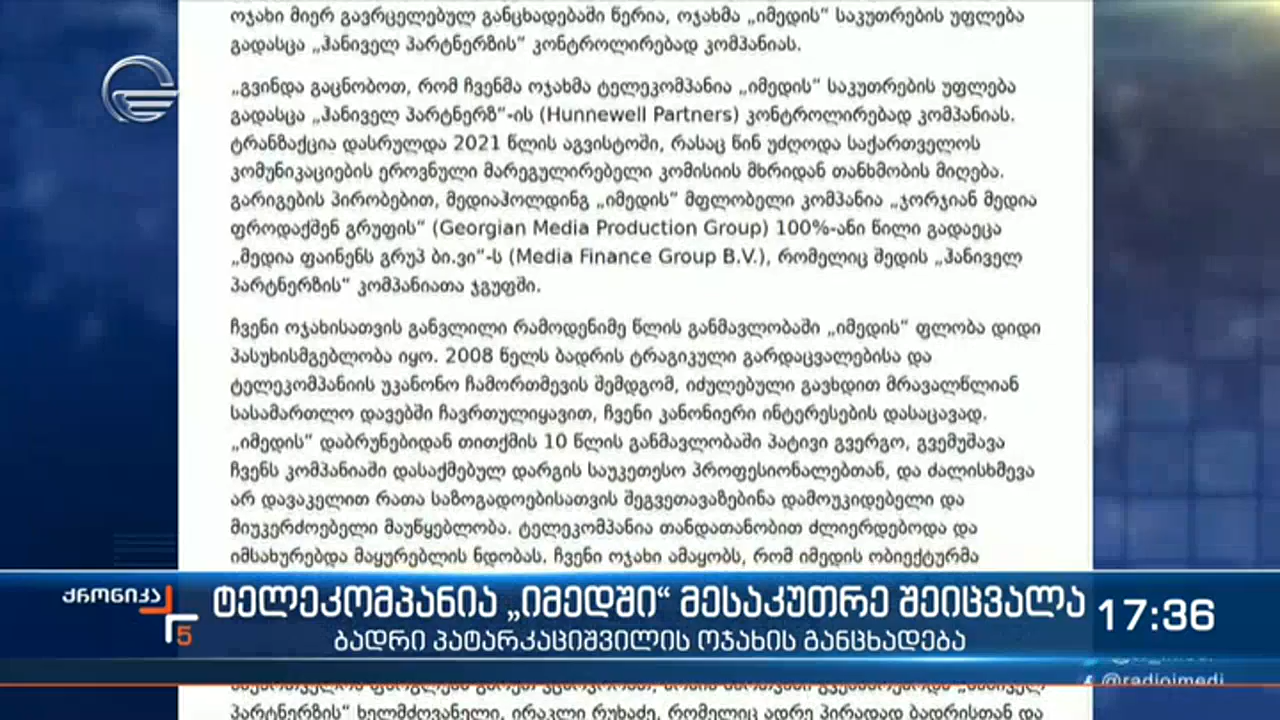 ოჯახი მიერ გავრცელებულ განცხადებაში წერია, ოჯახმა „იმედის“ საკუთრების უფლება
გადასცა „ჰანიველ პარტნერზის“ კონტროლირებად კომპანიას.
„გვინდა გაცნობოთ, რომ ჩვენმა ოჯახმა ტელეკომპანია „იმედის“ საკუთრების უფლება
გადასცა „ჰანიველ პარტნერზ“-ის (Hunnewell Partners) კონტროლირებად კომპანიას.
ტრანზაქცია დასრულდა 2021 წლის აგვისტოში, რასაც წინ უძღოდა საქართველოს
კომუნიკაციების ეროვნული მარეგულირებელი კომისიის მხრიდან თანხმობის მიღება.
გარიგების პირობებით, მედიაჰოლდინგ „იმედის“ მფლობელი კომპანია „ჯორჯიან მედია
ფროდაქშენ გრუფის“ (Georgian Media Production Group) 100%-ანი წილი გადაეცა
„მედია ფაინენს გრუპ ბი.ვი“-ს (Media Finance Group B.V.), რომელიც შედის „ჰანიველ
პარტნერზის“ კომპანიათა ჯგუფში.
ჩვენი ოჯახისათვის განვლილი რამოდენიმე წლის განმავლობაში „იმედის“ ფლობა დიდი
პასუხისმგებლობა იყო. 2008 წელს ბადრის ტრაგიკული გარდაცვალებისა და
ტელეკომპანიის უკანონო ჩამორთმევის შემდგომ, იძულებული გავხდით მრავალწლიან
სასამართლო დავებში ჩავრთულიყავით, ჩვენი კანონიერი ინტერესების დასაცავად.
„იმედის“ დაბრუნებიდან თითქმის 10 წლის განმავლობაში პატივი გვერგო, გვემუშავა
ჩვენს კომპანიაში დასაქმებულ დარგის საუკეთესო პროფესიონალებთან, და ძალისხმევა
არ დავაკელით რათა საზოგადოებისათვის შეგვეთავაზებინა დამოუკიდებელი და
მიუკერძოებელი მაუწყებლობა. ტელეკომპანია თანდათანობით ძლიერდებოდა და
იმსახურებდა მაყურებლის ნდობას. ჩვენი ოჯახი ამაყობს, რომ იმედის ობიექტურმა
ქრონიკა
5
ტელეკომპანია „იმედში“ მესაკუთრე შეიცვალა
17:36
ბადრი პატარკაციშვილის ოჯახის განცხადება
@radioimedi
პარტნერზის“ ხელმძღვანელი, ირაკლი რუხაძე, რომელიც ადრე პირადად ბადრისთან და